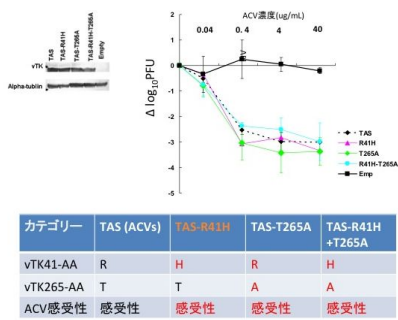 TAS
TAS-R41H
TAS-T265A
TAS-R41H-T265A
Empty
vTK
Alpha-tublin
ACV濃度(ug/mL)
0.04
0.4
4
40
Δ log10PFU
2
1
0
-1
-2
-3
-4
-5
TAS
R41H
T265A
R41H-T265A
Emp
カテゴリー TAS (ACVs) TAS-R41H TAS-T265A TAS-R41H +T265A
vTK41-AA R H R H
vTK265-AA T T A A
ACV感受性 感受性 感受性 感受性 感受性